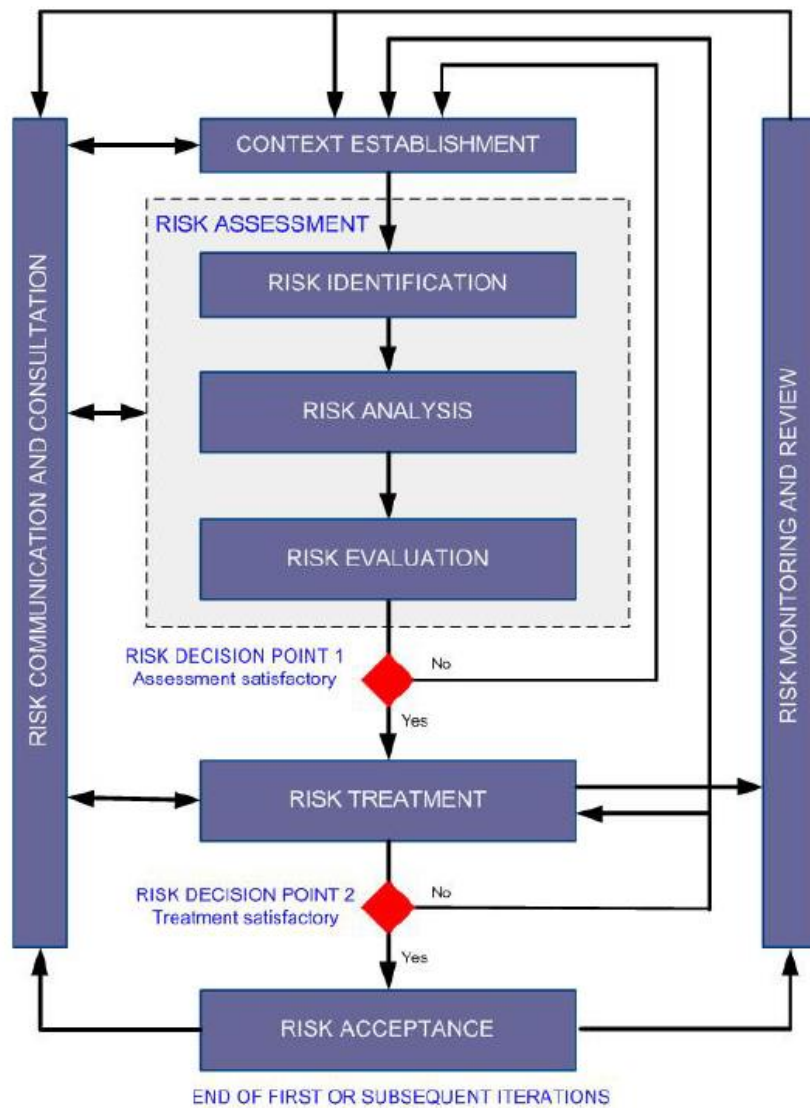 CONTEXT ESTABLISHMENT
RISK ASSESSMENT
RISK IDENTIFICATION
RISK ANALYSIS
RISK EVALUATION
RISK DECISION POINT 1
Assessment satisfactory
No
Yes
RISK TREATMENT
RISK DECISION POINT 2
Treatment satisfactory
No
Yes
RISK ACCEPTANCE
END OF FIRST OR SUBSEQUENT ITERATIONS
RISK COMMUNICATION AND CONSULTATION
RISK MONITORING AND REVIEW